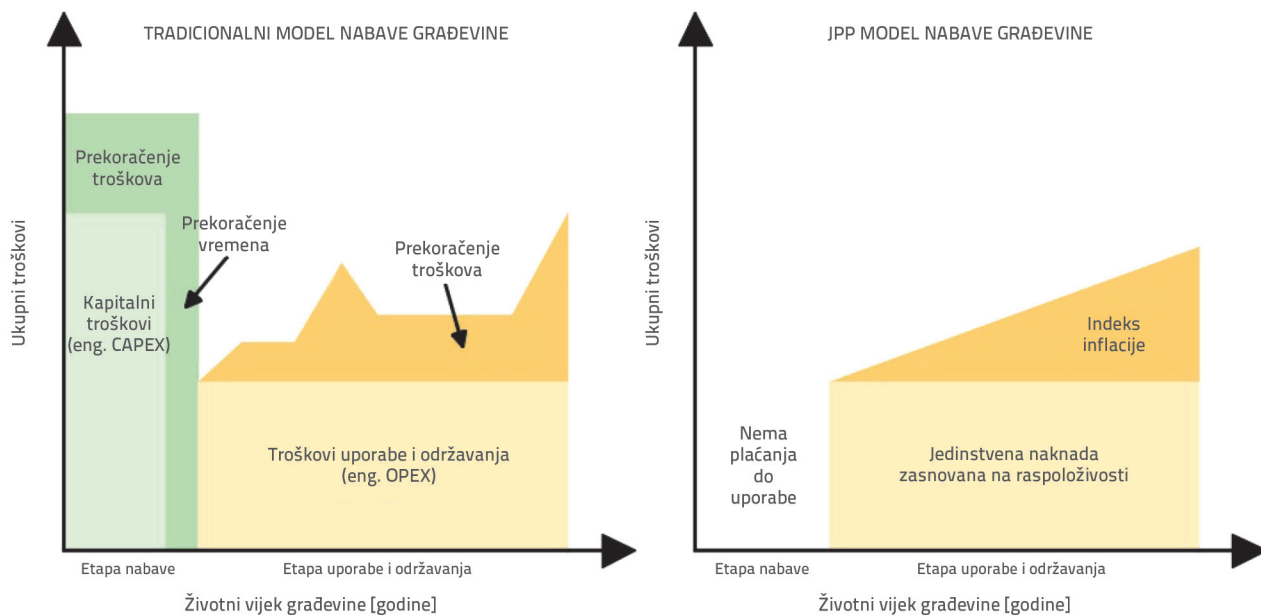 TRADICIONALNI MODEL NABAVE GRAĐEVINE
Ukupni troškovi
Prekoračenje
troškova
Prekoračenje
vremena
Kapitalni
troškovi
(eng. CAPEX)
Prekoračenje
troškova
Troškovi uporabe i održavanja
(eng. OPEX)
Etapa nabave
Etapa uporabe i održavanja
Životni vijek građevine [godine]
JPP MODEL NABAVE GRAĐEVINE
Ukupni troškovi
Indeks
inflacije
Nema
plaćanja
do
uporabe
Jedinstvena naknada
zasnovana na raspoloživosti
Etapa nabave
Etapa uporabe i održavanja
Životni vijek građevine [godine]